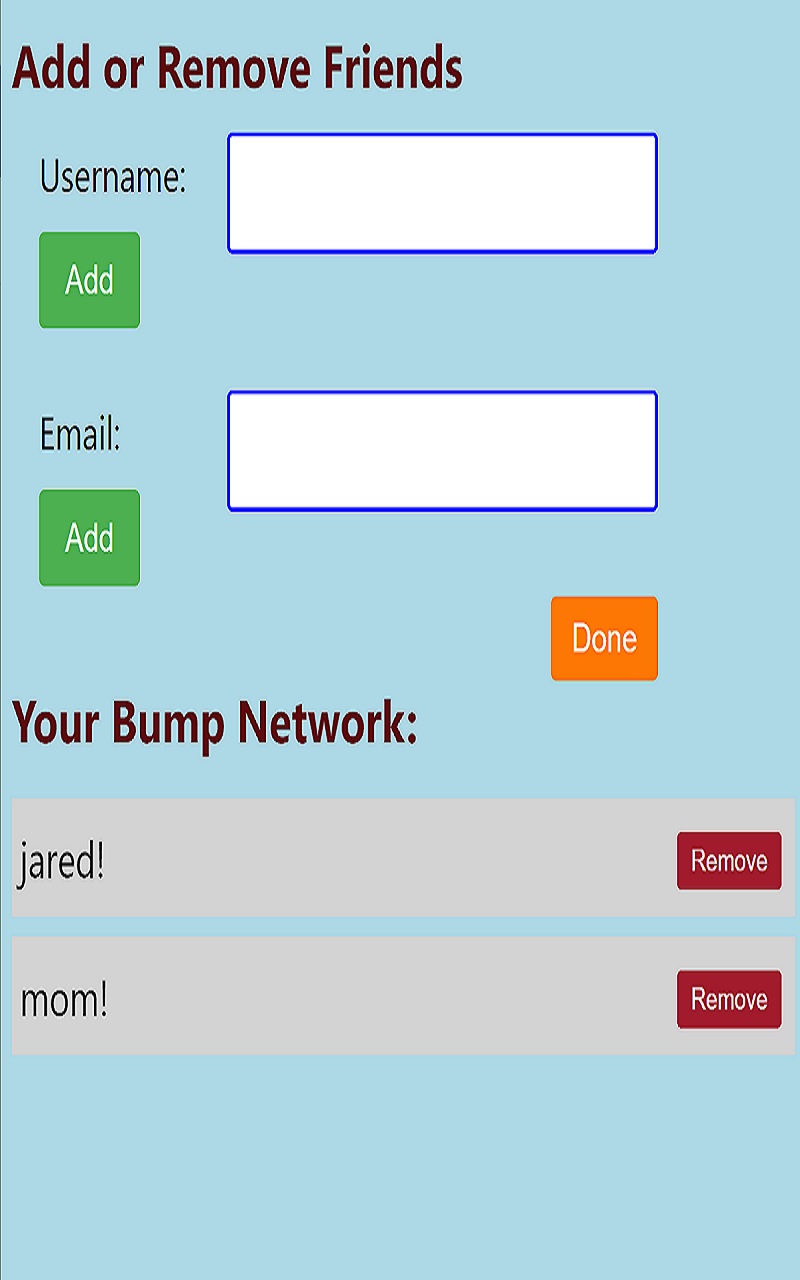 Add or Remove Friends
Username:
Add
Email:
Add
Done
Your Bump Network:
jared!
Remove
mom!
Remove